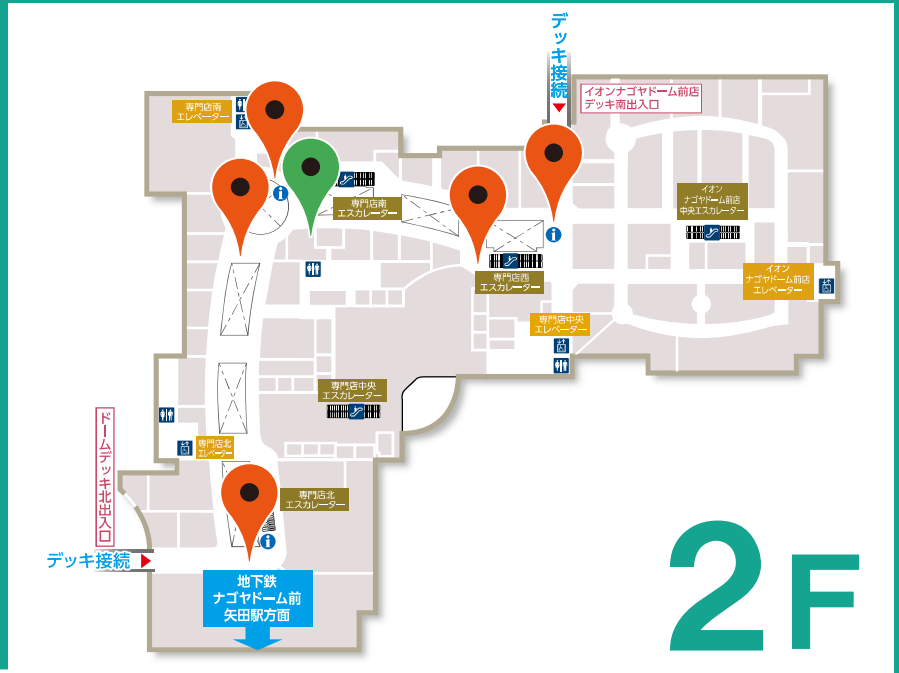 デッキ接続
イオンナゴヤドーム前店
デッキ南出入口
専門店南
エレベーター
専門店南
エスカレーター
イオン
ナゴヤドーム前店
中央エスカレーター
専門店西
エスカレーター
イオン
ナゴヤドーム前店
エレベーター
専門店中央
エレベーター
専門店中央
エスカレーター
ドームデッキ北出入口
専門店北
エレベーター
専門店北
エスカレーター
デッキ接続
地下鉄
ナゴヤドーム前
矢田駅方面
2F